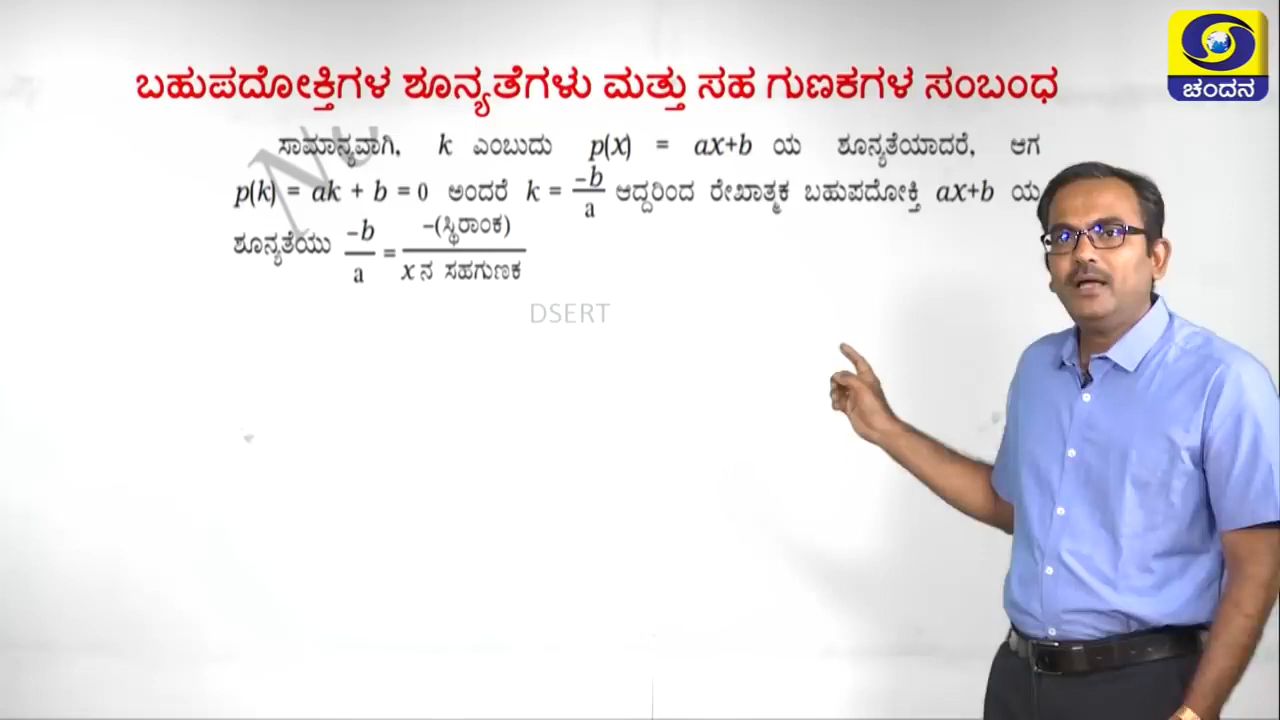 ಚಂದನ
ಬಹುಪದೋಕ್ತಿಗಳ ಶೂನ್ಯತೆಗಳು ಮತ್ತು ಸಹ ಗುಣಕಗಳ ಸಂಬಂಧ
ಸಾಮಾನ್ಯವಾಗಿ, k ಎಂಬುದು p(x) = ax+b ಯ ಶೂನ್ಯತೆಯಾದರೆ, ಆಗ
p(k) = ak + b = 0 ಅಂದರೆ k = −b/a ಆದ್ದರಿಂದ ರೇಖಾತ್ಮಕ ಬಹುಪದೋಕ್ತಿ ax+b ಯ
ಶೂನ್ಯತೆಯು −b/a = −(ಸ್ಥಿರಾಂಕ)/x ನ ಸಹಗುಣಕ
DSERT